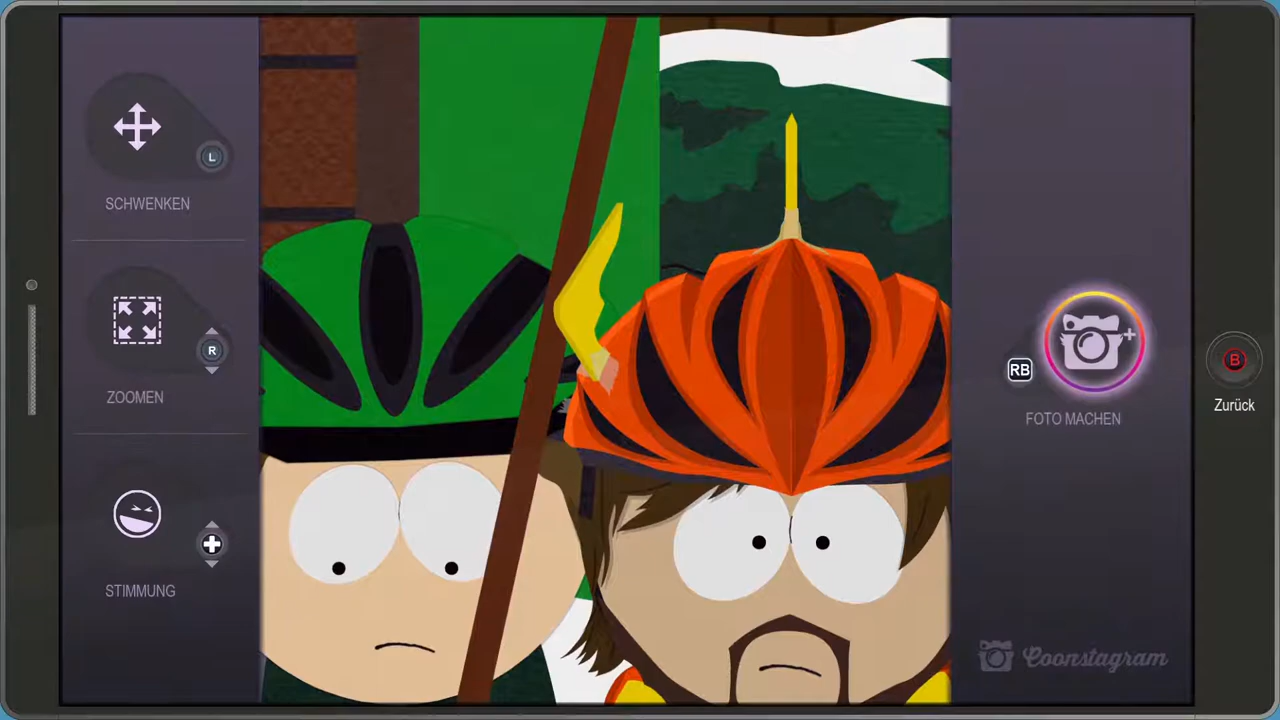 L
SCHWENKEN
R
ZOOMEN
STIMMUNG
RB
FOTO MACHEN
B
Zurück
Coonstagram